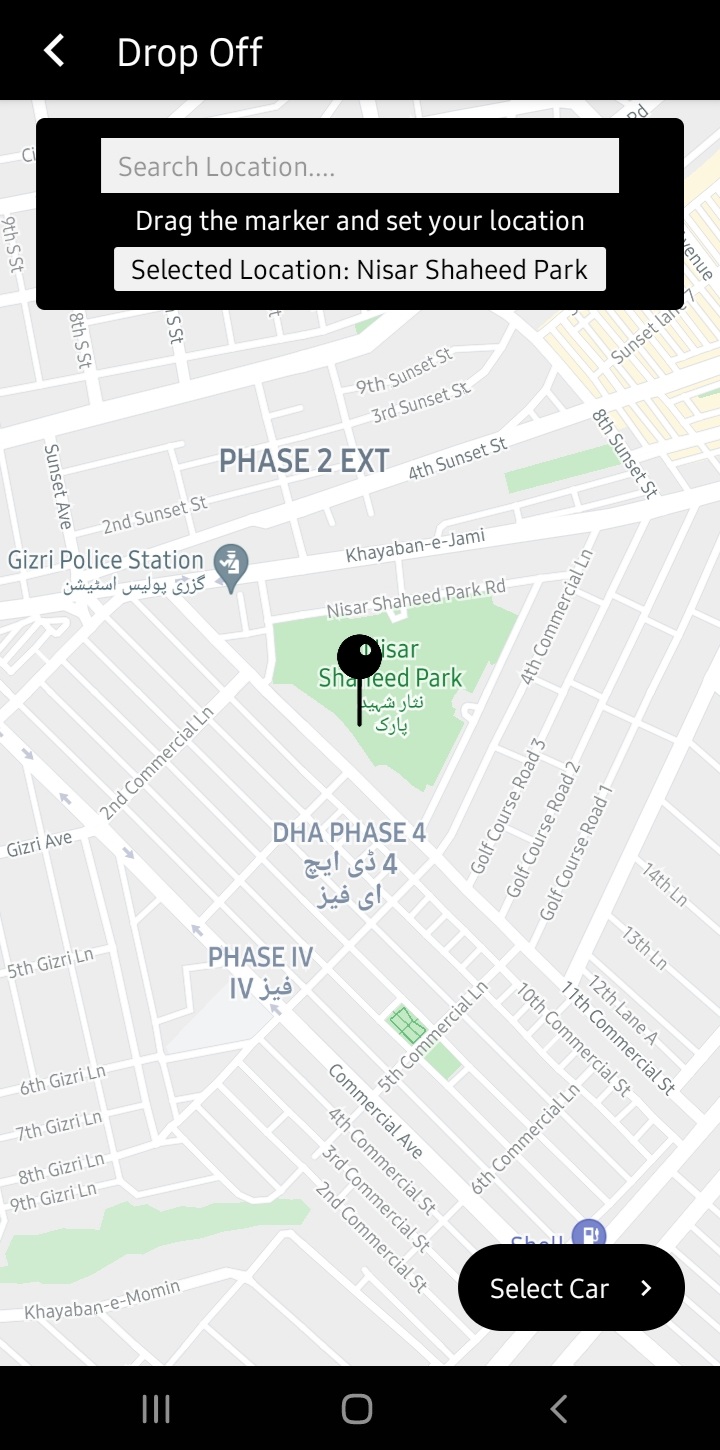 Drop Off
Rd
Ci
Search Location....
Drag the marker and set your location
Selected Location: Nisar Shaheed Park
9th S St
8th S St
S St
Sunset lane 7
9th Sunset St
3rd Sunset St
PHASE 2 EXT
4th Sunset St
8th Sunset St
Sunset Ave
2nd Sunset St
Khayaban-e-Jami
Gizri Police Station
گزری پولیس اسٹیشن
Nisar Shaheed Park Rd
4th Commercial Ln
Nisar
Shaheed Park
نثار شہید
پارک
2nd Commercial Ln
Golf Course Road 3
Golf Course Road 2
Golf Course Road 1
DHA PHASE 4
4 ڈی ایچ
ای فیز
Gizri Ave
14th Ln
13th Ln
PHASE IV
فیز IV
5th Gizri Ln
12th Lane A
11th Commercial St
10th Commercial St
5th Commercial Ln
6th Gizri Ln
Commercial Ave
7th Gizri Ln
4th Commercial St
6th Commercial Ln
8th Gizri Ln
3rd Commercial St
9th Gizri Ln
2nd Commercial St
Shell
Khayaban-e-Momin
Select Car